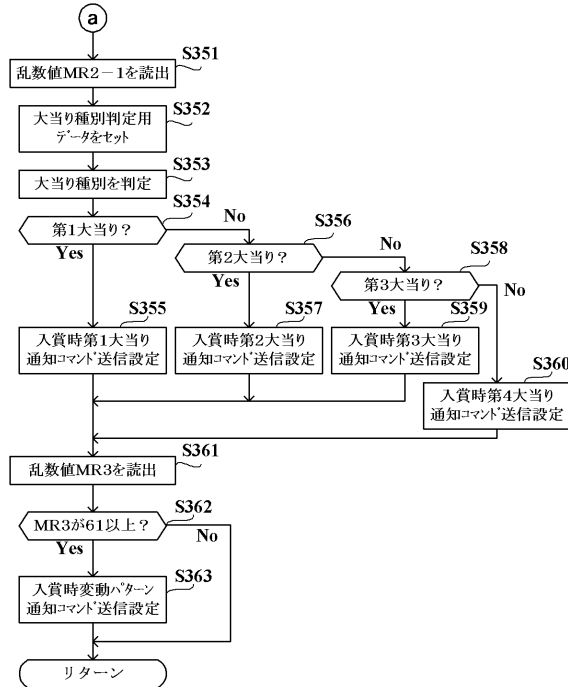 a
S351
乱数値MR2－1を読出
S352
大当り種別判定用
データをセット
S353
大当り種別を判定
S354
第1大当り？
No
Yes
S356
第2大当り？
No
Yes
S358
第3大当り？
No
Yes
S355
入賞時第1大当り
通知コマンド送信設定
S357
入賞時第2大当り
通知コマンド送信設定
S359
入賞時第3大当り
通知コマンド送信設定
S360
入賞時第4大当り
通知コマンド送信設定
S361
乱数値MR3を読出
S362
MR3が61以上？
No
Yes
S363
入賞時変動パターン
通知コマンド送信設定
リターン